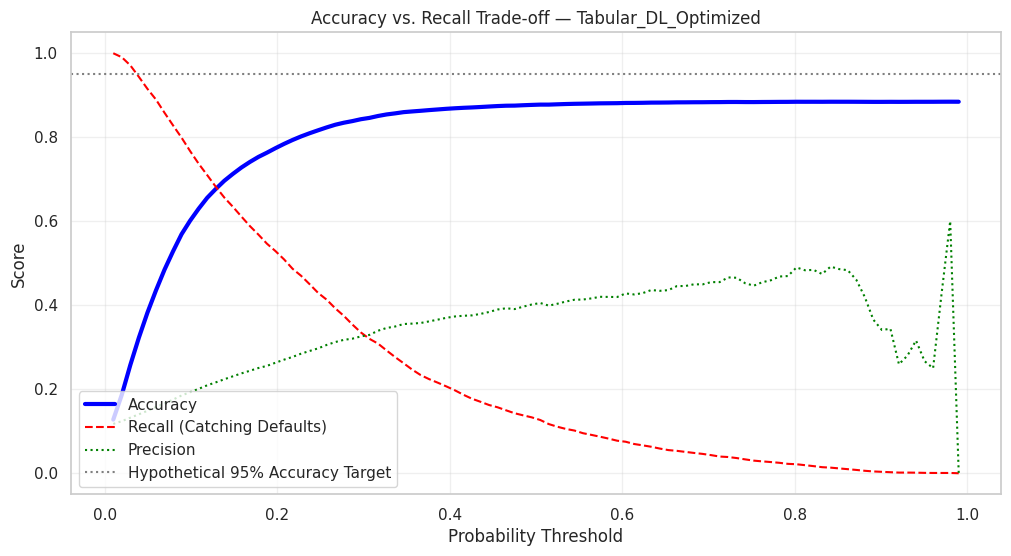 Accuracy vs. Recall Trade-off — Tabular_DL_Optimized
Score
1.0
0.8
0.6
0.4
0.2
0.0
Accuracy
Recall (Catching Defaults)
Precision
Hypothetical 95% Accuracy Target
0.0 0.2 0.4 0.6 0.8 1.0
Probability Threshold